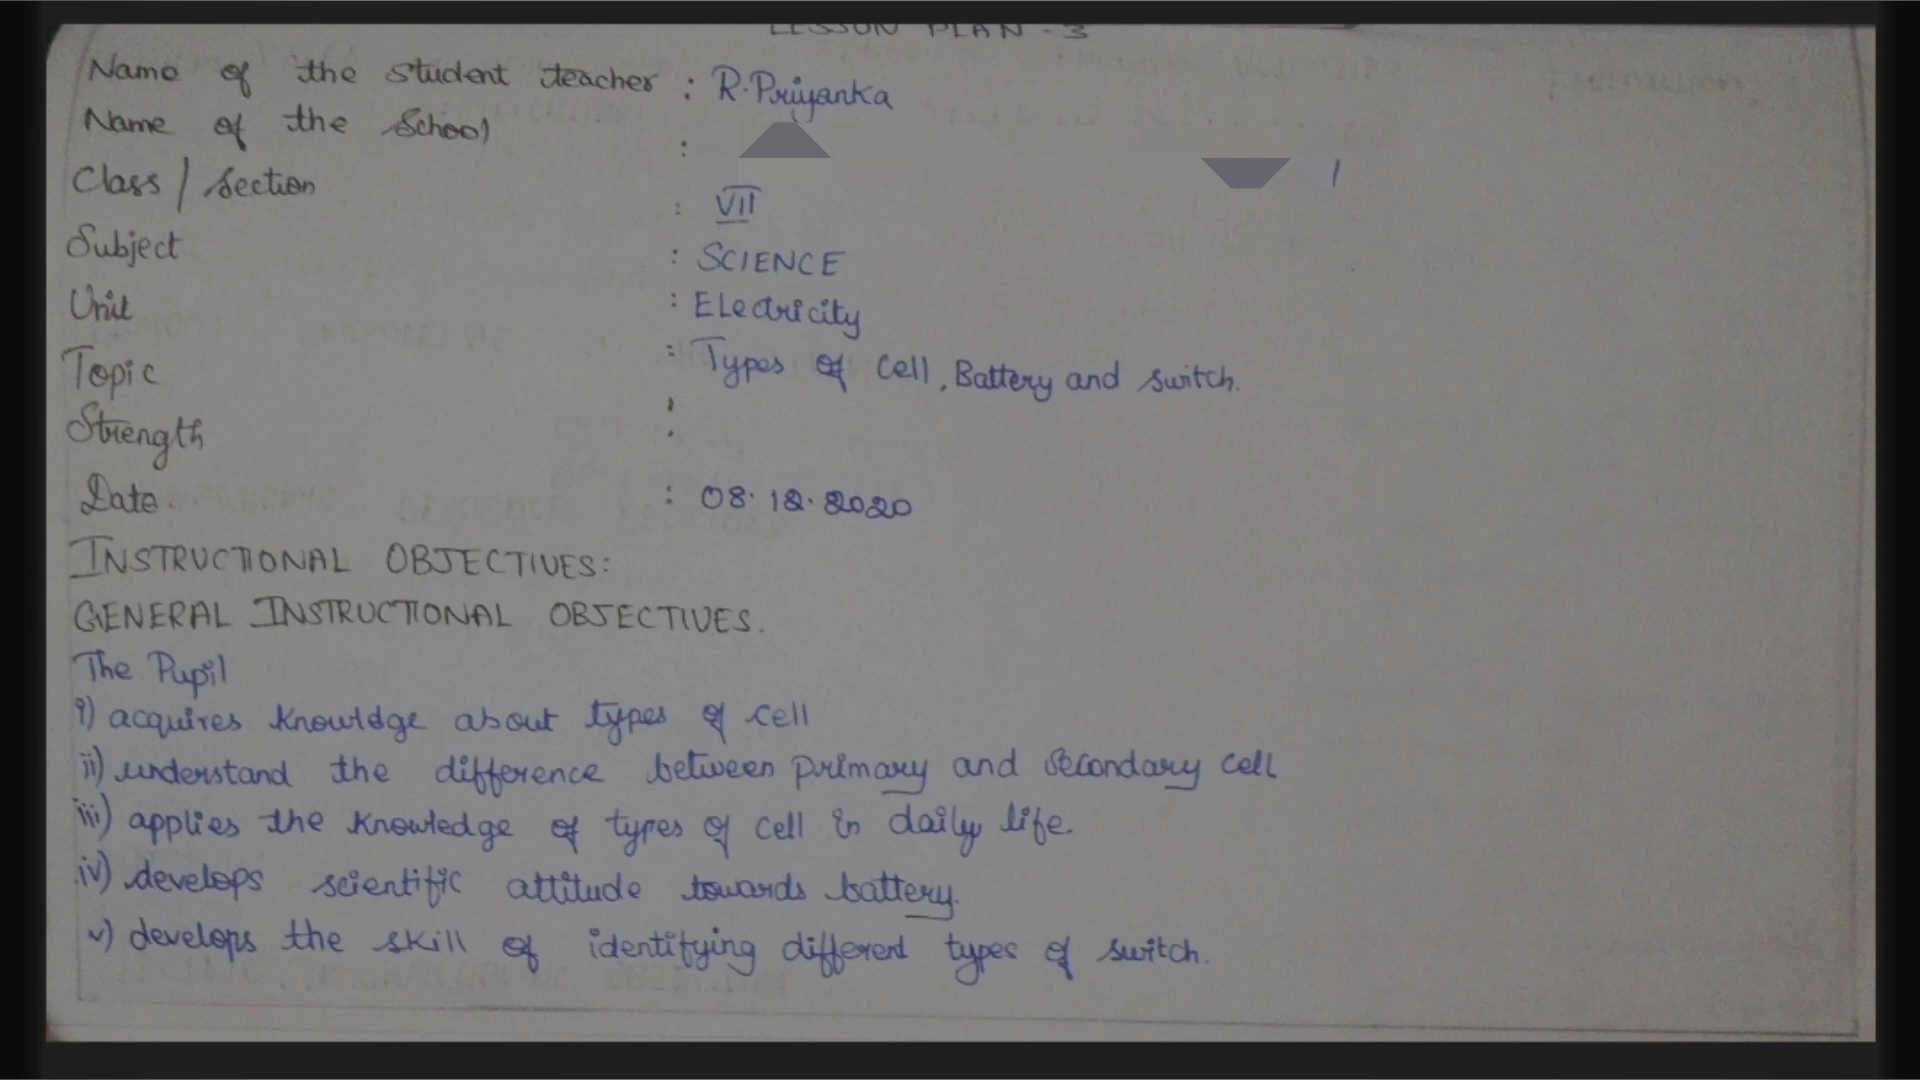 LESSON PLAN - 3
Name of the student teacher : R. Priyanka
Name of the School :
Class / Section : VII
Subject : SCIENCE
Unit : Electricity
Topic : Types of cell, Battery and switch.
Strength :
Date : 08.12.2020
INSTRUCTIONAL OBJECTIVES:
GENERAL INSTRUCTIONAL OBJECTIVES.
The Pupil
i) acquires knowldge about types of cell
ii) understand the difference between primary and secondary cell
iii) applies the knowledge of types of cell in daily life.
iv) develops scientific attitude towards battery.
v) develops the skill of identifying different types of switch.